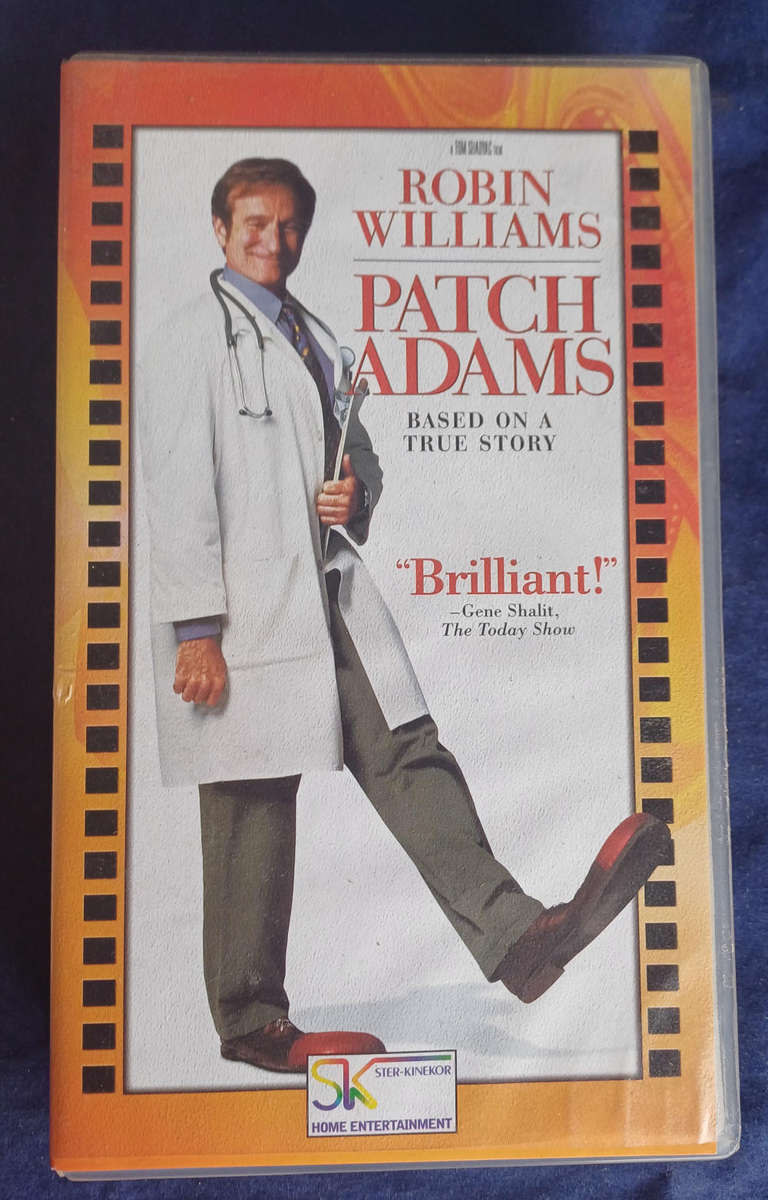 A TOM SHADYAC FILM
ROBIN
WILLIAMS
PATCH
ADAMS
BASED ON A
TRUE STORY
“Brilliant!”
–Gene Shalit,
The Today Show
SK STER-KINEKOR
HOME ENTERTAINMENT